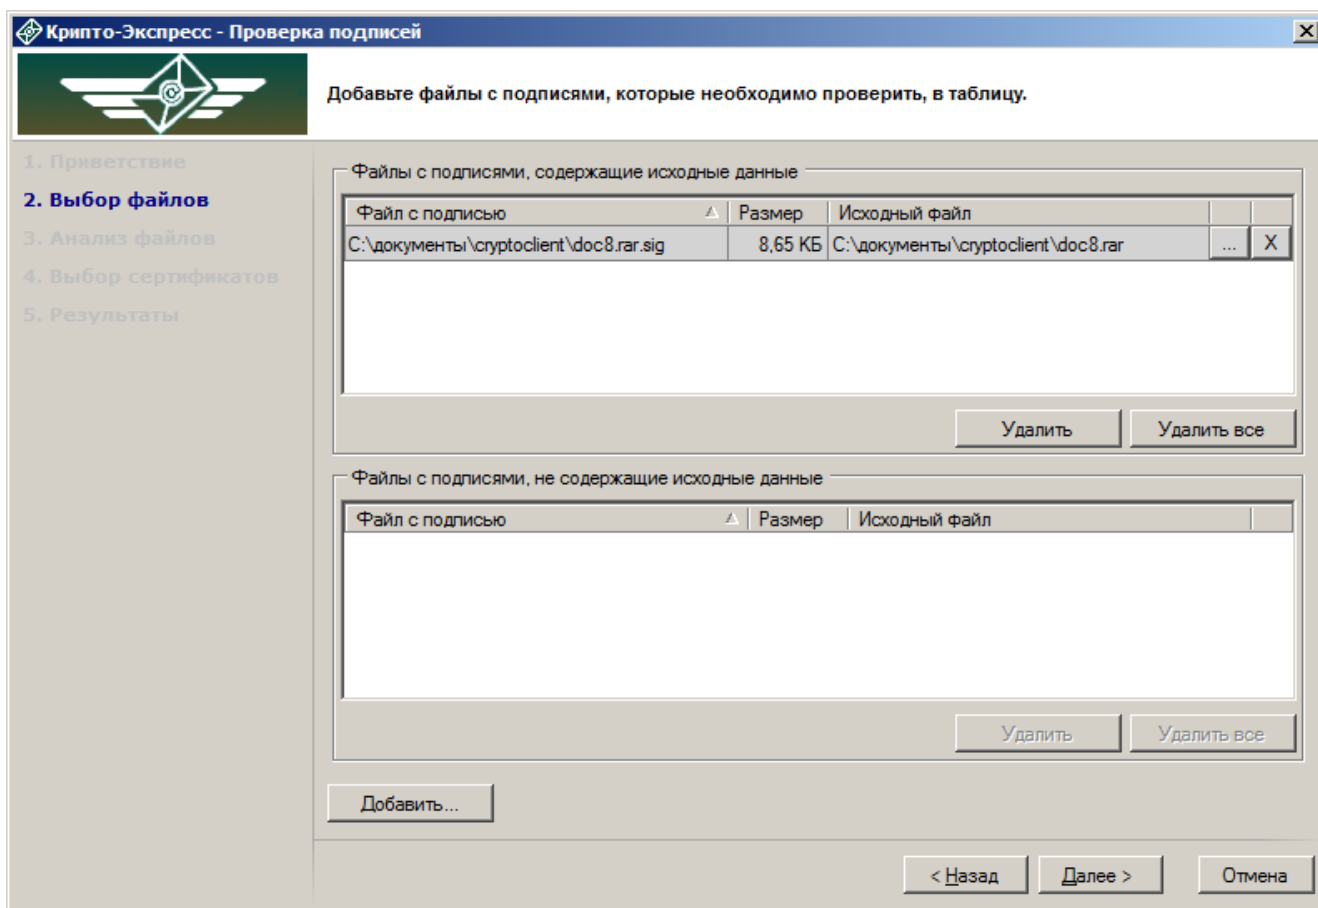 Крипто-Экспресс - Проверка подписей
Добавьте файлы с подписями, которые необходимо проверить, в таблицу.
1. Приветствие
2. Выбор файлов
3. Анализ файлов
4. Выбор сертификатов
5. Результаты
Файлы с подписями, содержащие исходные данные
Файл с подписью Размер Исходный файл
C:\документы\cryptoclient\doc8.rar.sig 8,65 КБ C:\документы\cryptoclient\doc8.rar ... X
Удалить Удалить все
Файлы с подписями, не содержащие исходные данные
Файл с подписью Размер Исходный файл
Удалить Удалить все
Добавить...
< Назад Далее > Отмена